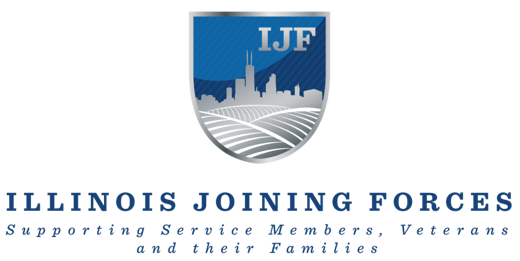 IJF
ILLINOIS JOINING FORCES
Supporting Service Members, Veterans
and their Families